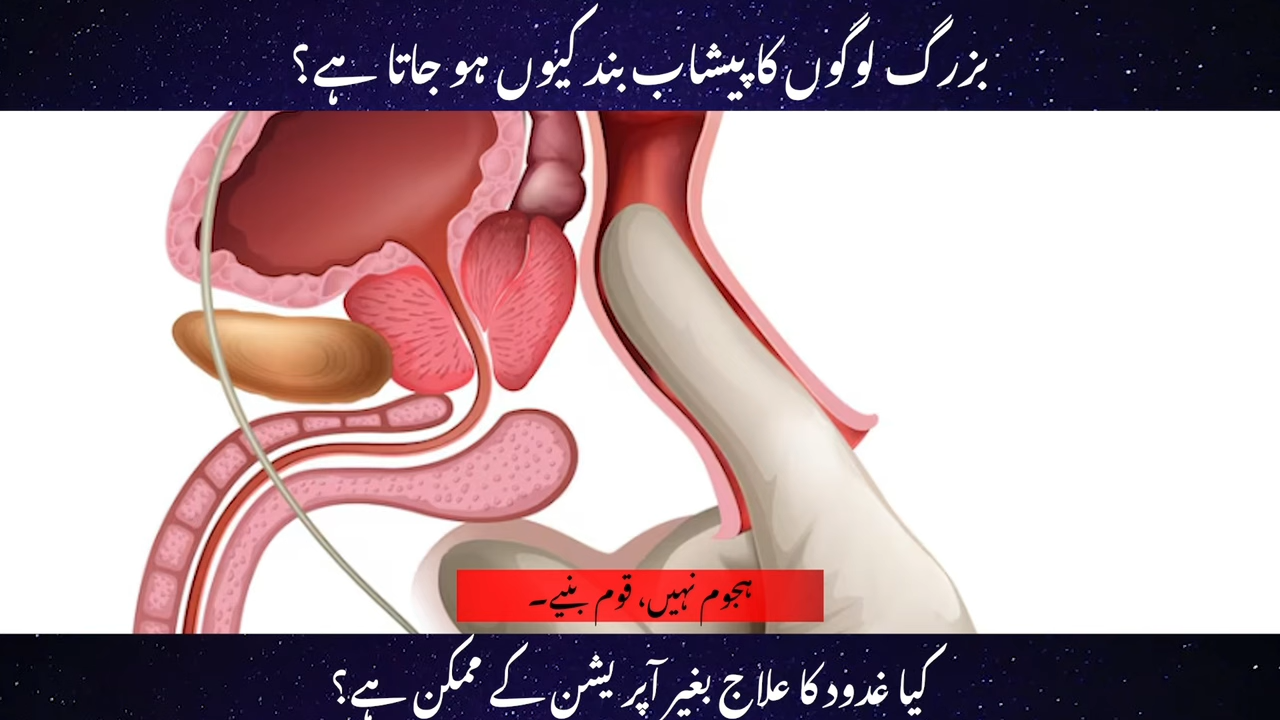 بزرگ لوگوں کا پیشاب بند کیوں ہو جاتا ہے؟
ہجوم نہیں، قوم بنیے۔
کیا غدود کا علاج بغیر آپریشن کے ممکن ہے؟